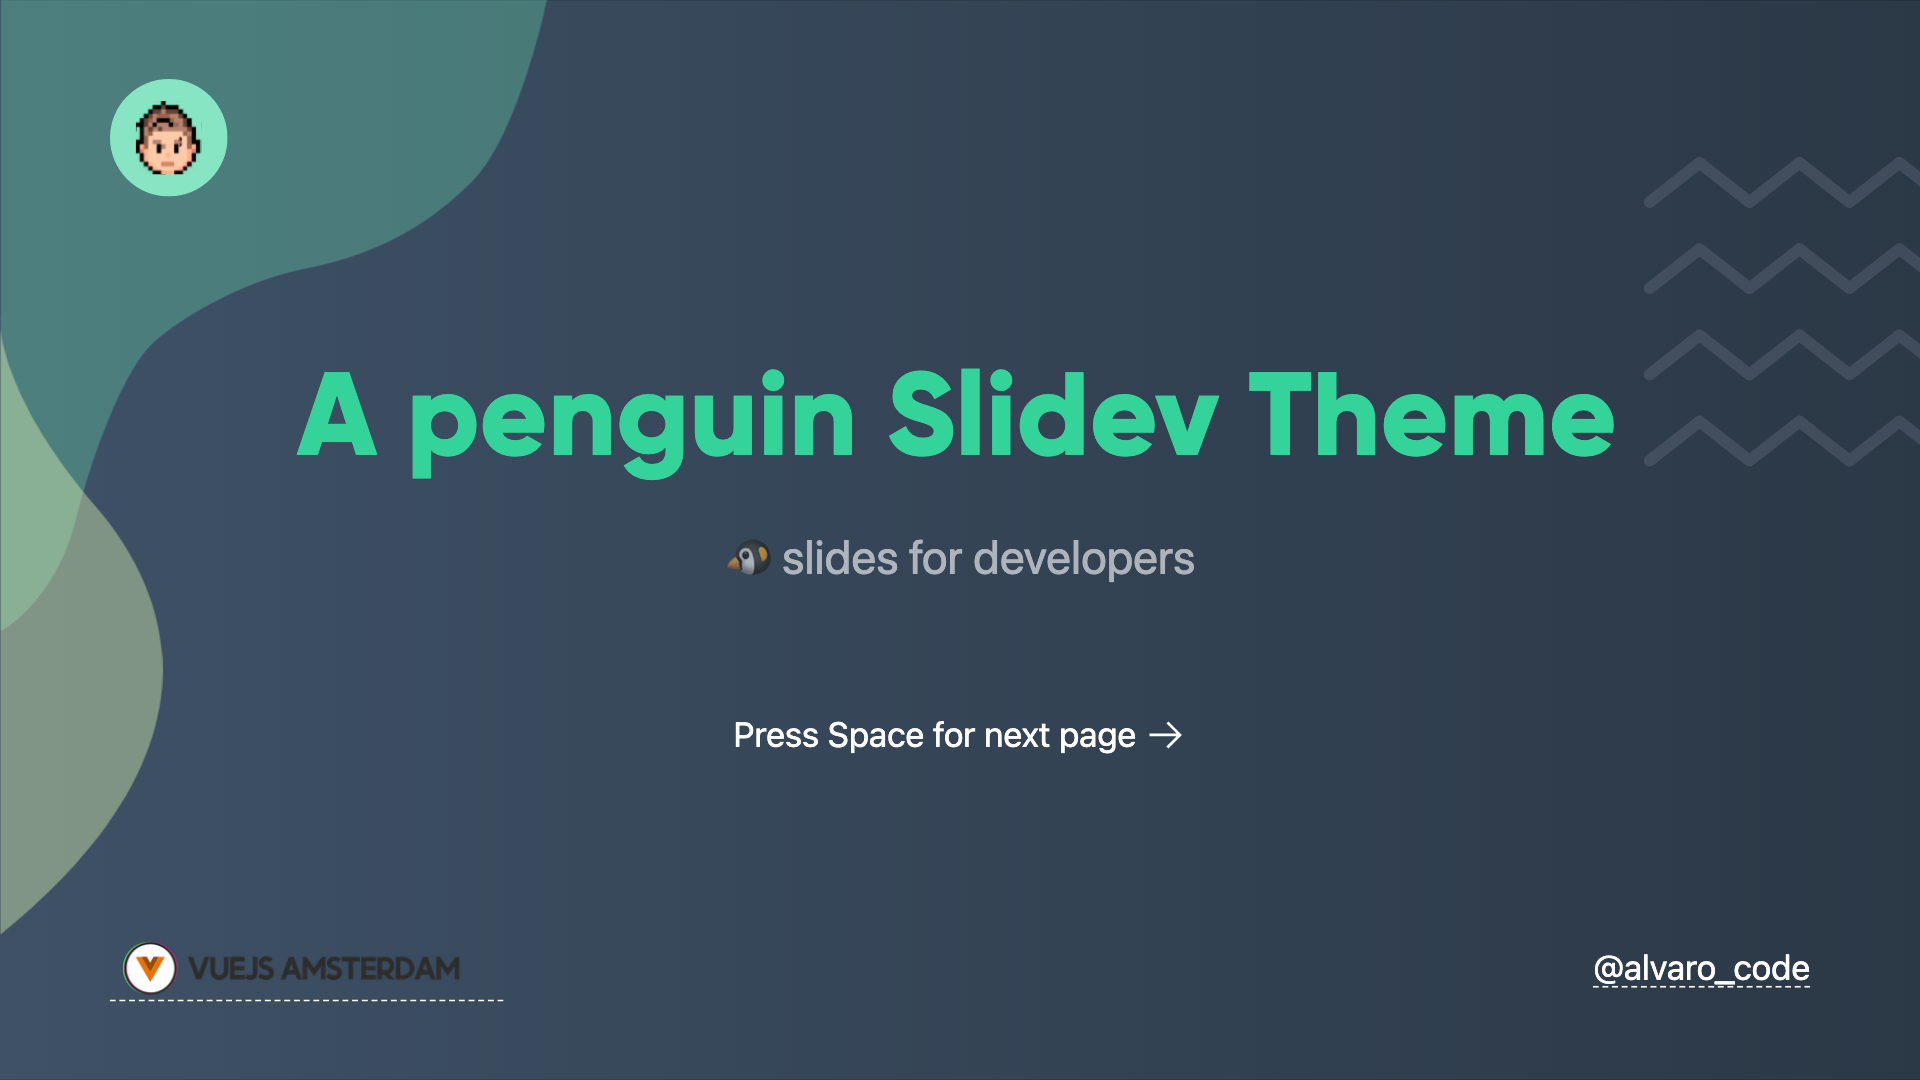 A penguin Slidev Theme
🐧 slides for developers
Press Space for next page →
VUEJS AMSTERDAM
@alvaro_code